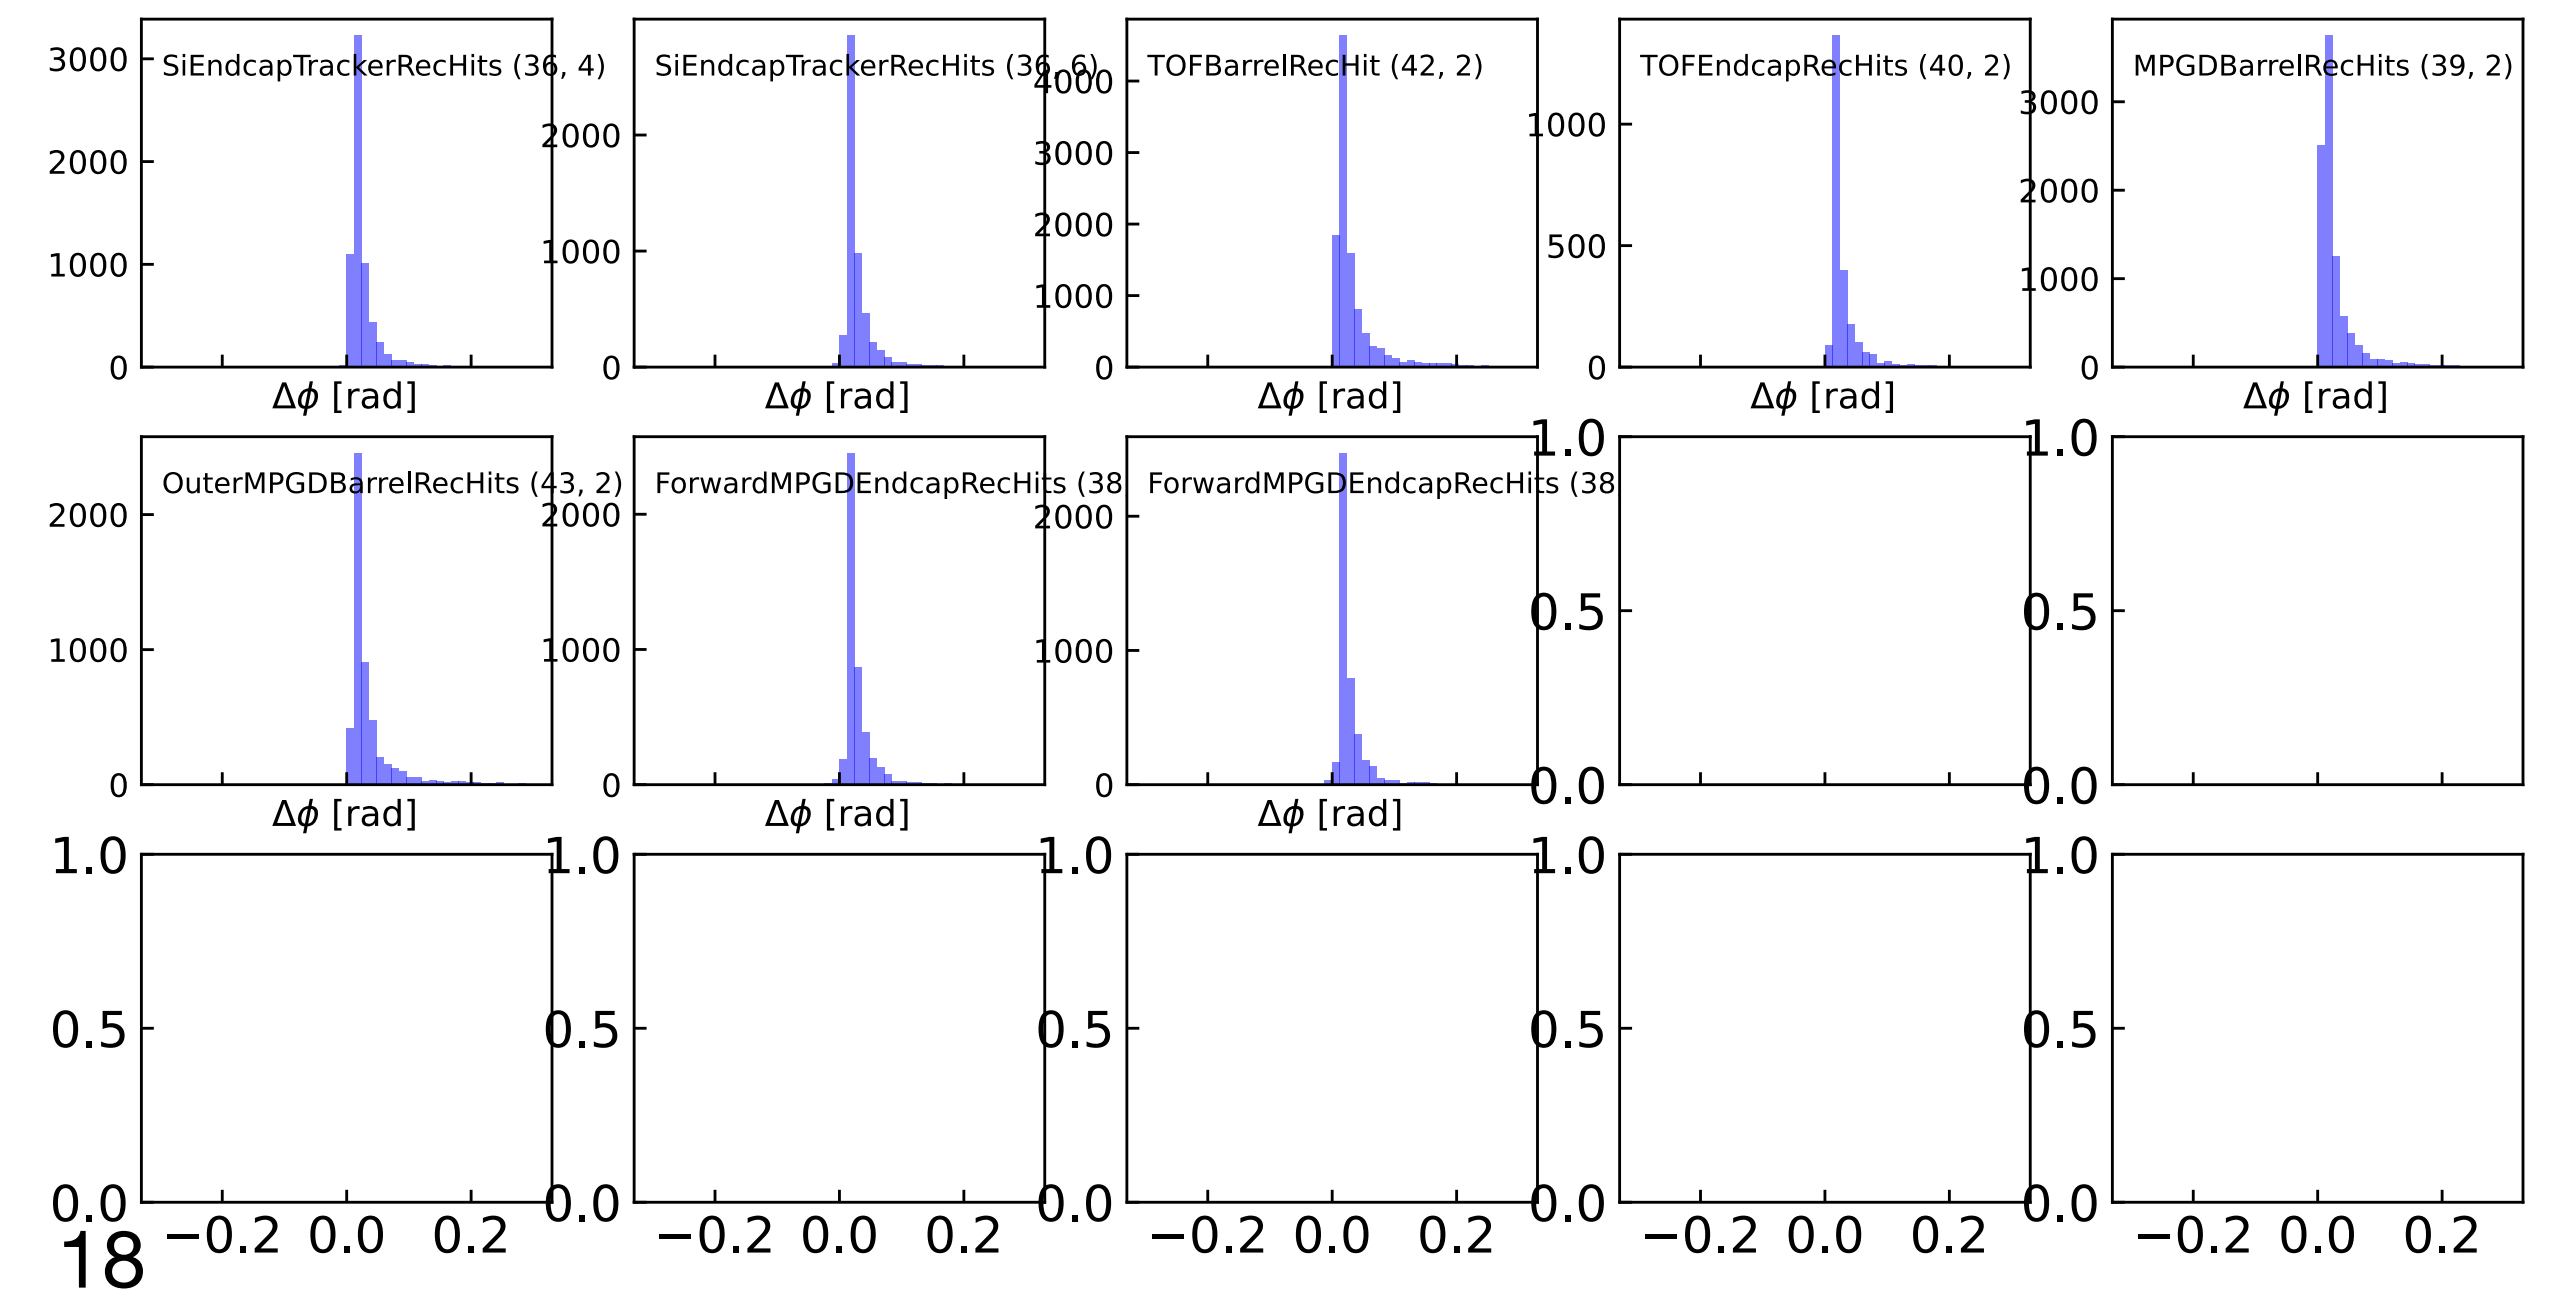 SiEndcapTrackerRecHits (36, 4)
3000
2000
1000
0
Δϕ [rad]
SiEndcapTrackerRecHits (36, 6)
2000
1000
0
Δϕ [rad]
TOFBarrelRecHit (42, 2)
4000
3000
2000
1000
0
Δϕ [rad]
TOFEndcapRecHits (40, 2)
1000
500
0
Δϕ [rad]
MPGDBarrelRecHits (39, 2)
3000
2000
1000
0
Δϕ [rad]
OuterMPGDBarrelRecHits (43, 2)
2000
1000
0
Δϕ [rad]
ForwardMPGDEndcapRecHits (38
2000
1000
0
Δϕ [rad]
ForwardMPGDEndcapRecHits (38
2000
1000
0
Δϕ [rad]
1.0
0.5
0.0
1.0
0.5
0.0
1.0
0.5
0.0
−0.2 0.0 0.2
1.0
0.5
0.0
−0.2 0.0 0.2
1.0
0.5
0.0
−0.2 0.0 0.2
1.0
0.5
0.0
−0.2 0.0 0.2
1.0
0.5
0.0
−0.2 0.0 0.2
18